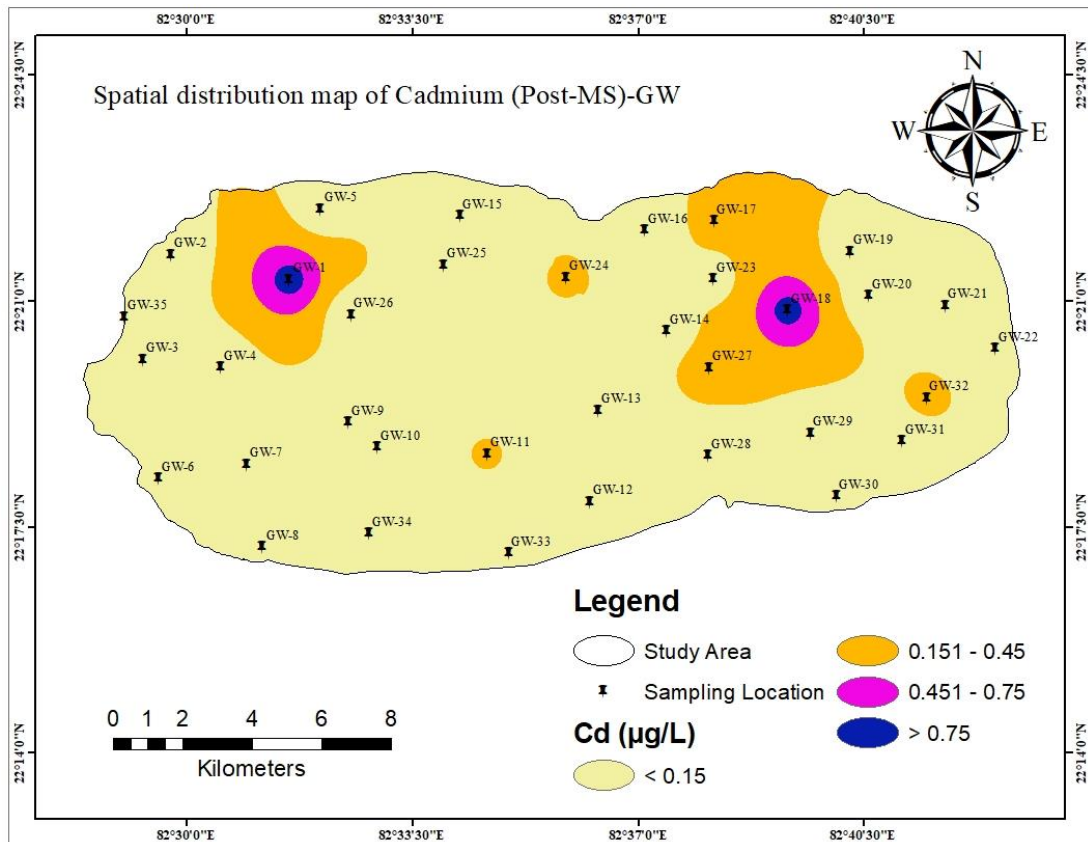 82°30'0"E 82°33'30"E 82°37'0"E 82°40'30"E
22°24'30"N 22°24'30"N
Spatial distribution map of Cadmium (Post-MS)-GW
N
W E
S
GW-5
GW-15
GW-17
GW-16
GW-2
GW-19
GW-25
GW-1
GW-24
GW-23
22°21'0"N 22°21'0"N
GW-20
GW-18
GW-21
GW-35
GW-26
GW-14
GW-22
GW-3
GW-4
GW-27
GW-32
GW-13
GW-9
GW-29
GW-10
GW-31
GW-11
GW-28
GW-7
GW-6
GW-30
GW-12
GW-34
22°17'30"N 22°17'30"N
GW-8
GW-33
Legend
Study Area
Sampling Location
Cd (µg/L)
< 0.15
0.151 - 0.45
0.451 - 0.75
> 0.75
0 1 2 4 6 8
Kilometers
22°14'0"N 22°14'0"N
82°30'0"E 82°33'30"E 82°37'0"E 82°40'30"E